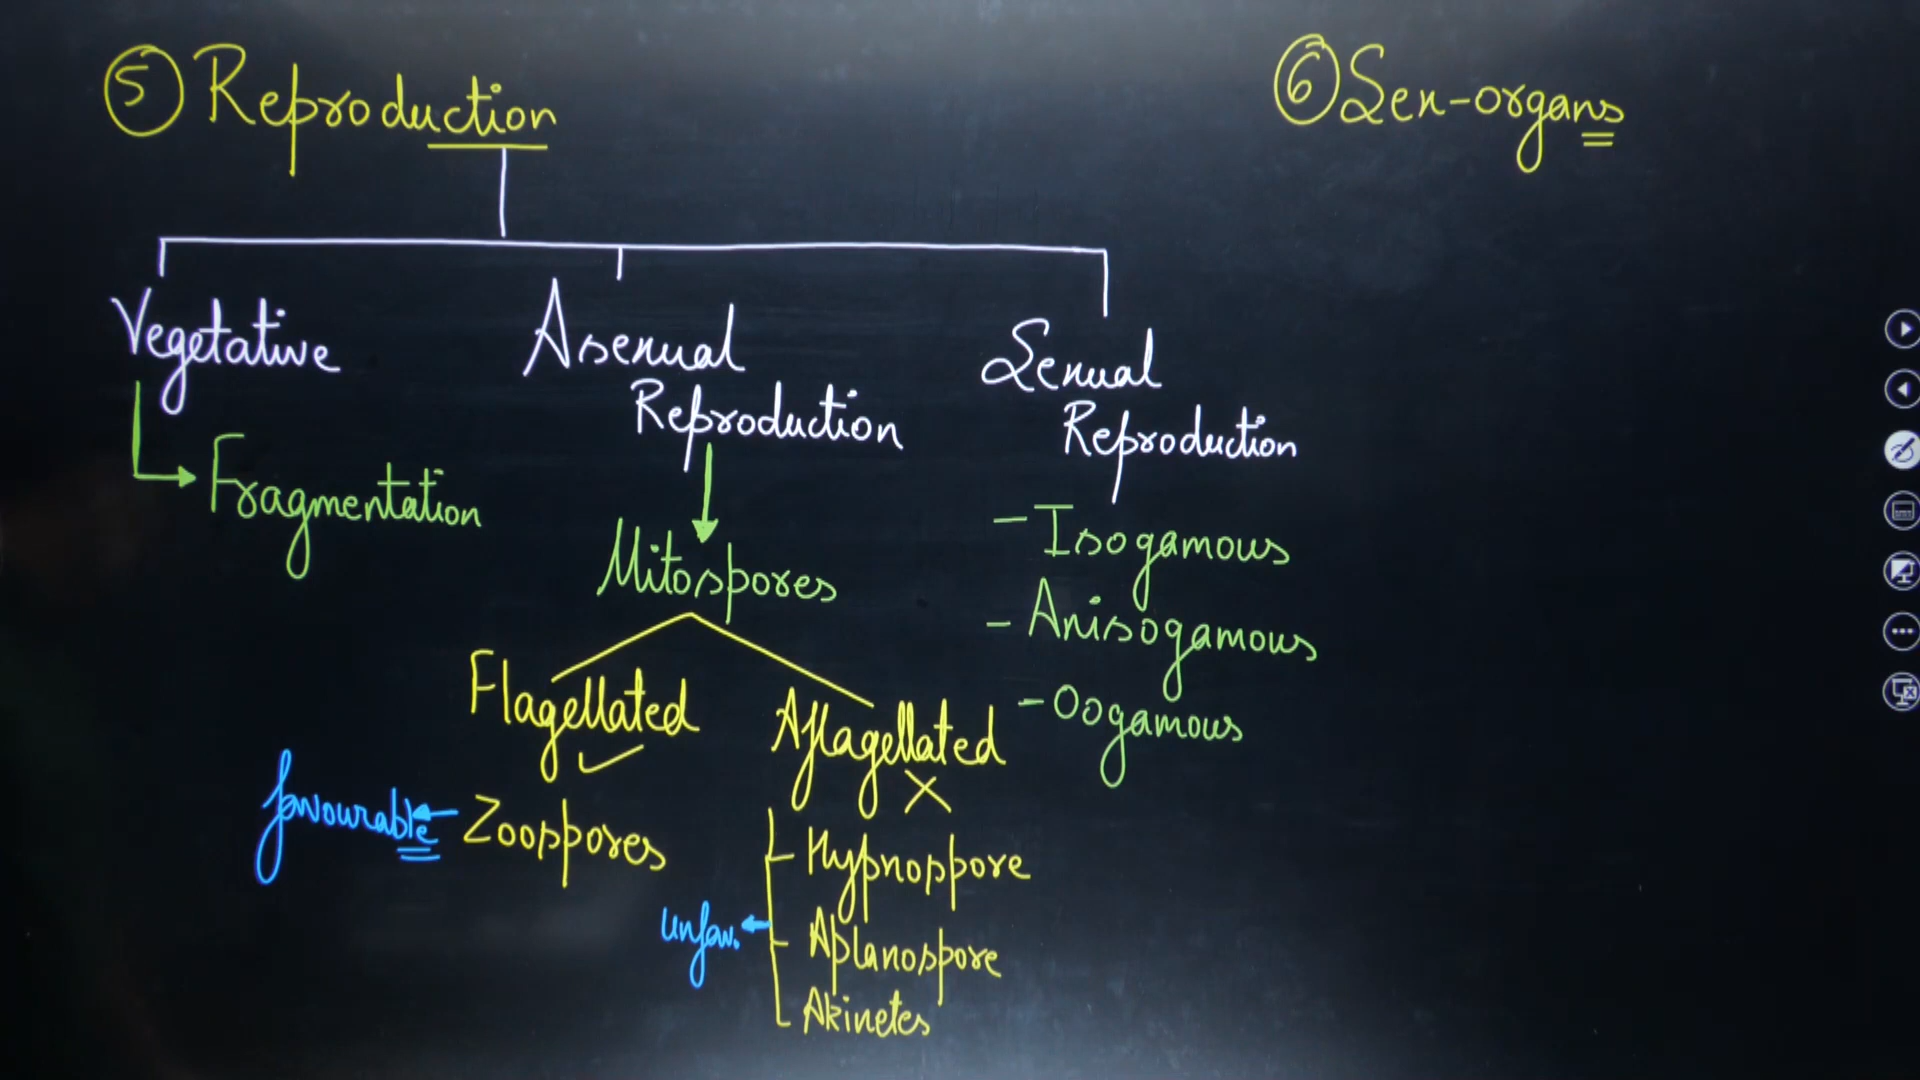 ⑤ Reproduction
⑥ Sex-organs
Vegetative
Asexual
Reproduction
Sexual
Reproduction
Fragmentation
Mitospores
- Isogamous
- Anisogamous
- Oogamous
Flagellated
Aflagellated
favourable
Zoospores
Hypnospore
unfav.
Aplanospore
Akinetes